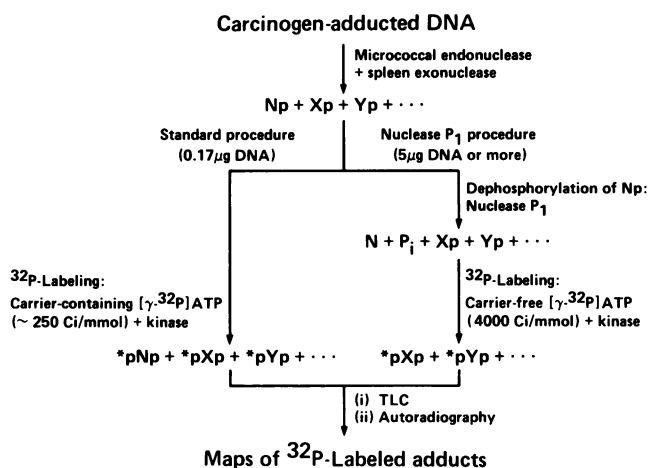 Carcinogen-adducted DNA
Micrococcal endonuclease
+ spleen exonuclease
Np + Xp + Yp + · · ·
Standard procedure
(0.17μg DNA)
Nuclease P₁ procedure
(5μg DNA or more)
Dephosphorylation of Np:
Nuclease P₁
N + Pᵢ + Xp + Yp + · · ·
³²P-Labeling:
Carrier-containing [γ-³²P]ATP
(~ 250 Ci/mmol) + kinase
³²P-Labeling:
Carrier-free [γ-³²P]ATP
(4000 Ci/mmol) + kinase
*pNp + *pXp + *pYp + · · ·
*pXp + *pYp + · · ·
(i) TLC
(ii) Autoradiography
Maps of ³²P-Labeled adducts